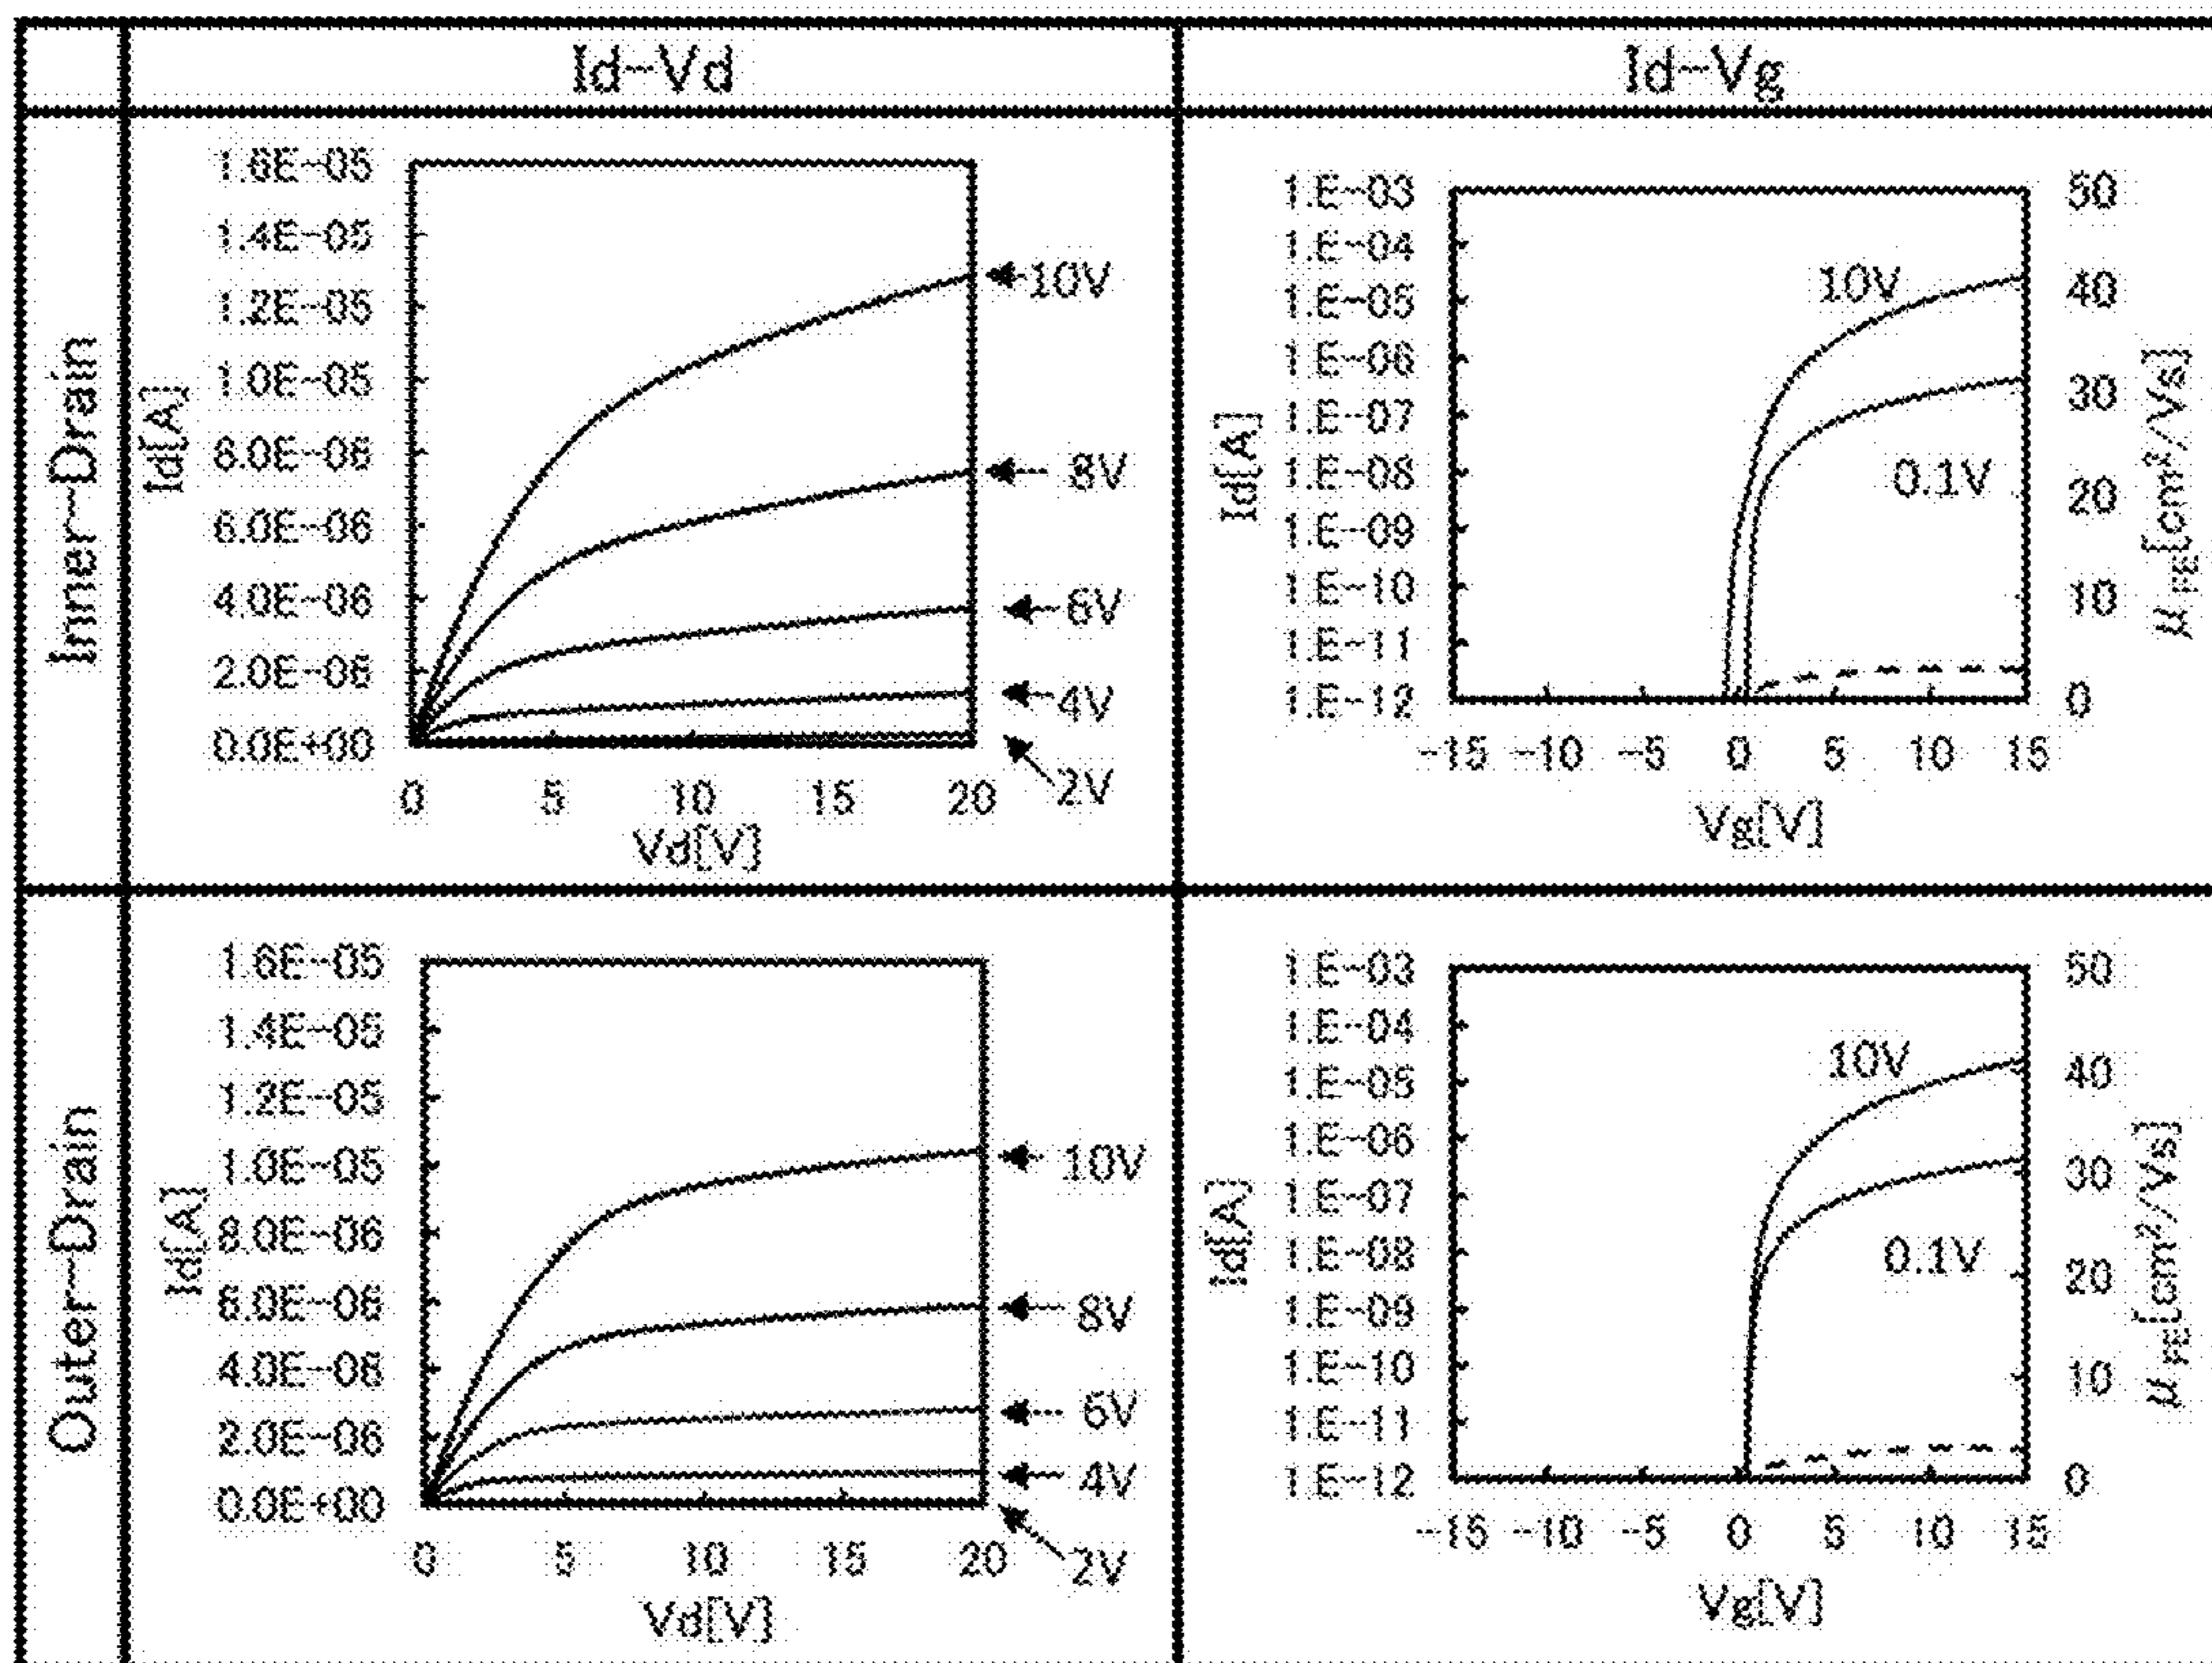 Id-Vd
Id-Vg
Inner-Drain
Id[A]
1.6E-05
1.4E-05
1.2E-05
1.0E-05
8.0E-06
6.0E-06
4.0E-06
2.0E-06
0.0E+00
10V
8V
6V
4V
2V
0 5 10 15 20
Vd[V]
Id[A]
1.E-03
1.E-04
1.E-05
1.E-06
1.E-07
1.E-08
1.E-09
1.E-10
1.E-11
1.E-12
10V
0.1V
50
40
30
20
10
0
μFE[cm²/Vs]
-15 -10 -5 0 5 10 15
Vg[V]
Outer-Drain
Id[A]
1.6E-05
1.4E-05
1.2E-05
1.0E-05
8.0E-06
6.0E-06
4.0E-06
2.0E-06
0.0E+00
10V
8V
6V
4V
2V
0 5 10 15 20
Vd[V]
Id[A]
1.E-03
1.E-04
1.E-05
1.E-06
1.E-07
1.E-08
1.E-09
1.E-10
1.E-11
1.E-12
10V
0.1V
50
40
30
20
10
0
μFE[cm²/Vs]
-15 -10 -5 0 5 10 15
Vg[V]